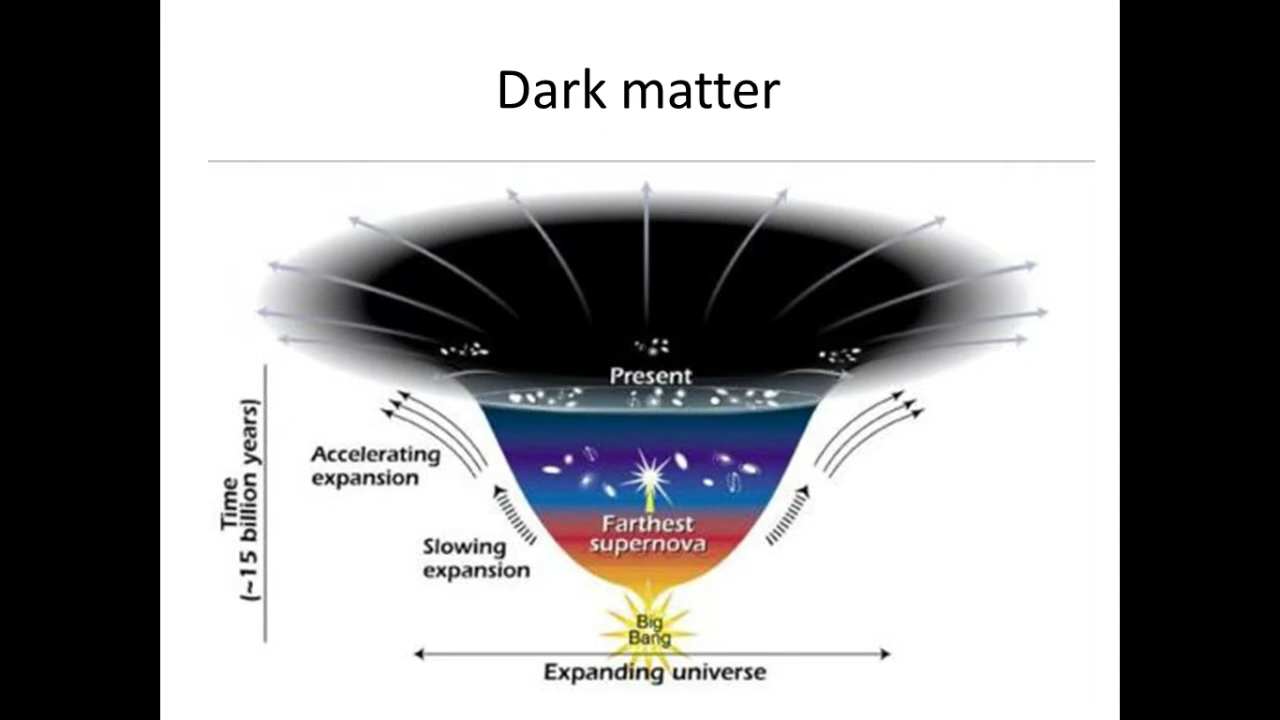 Dark matter
Present
Accelerating
expansion
Farthest
supernova
Slowing
expansion
Time
(~15 billion years)
Big
Bang
Expanding universe